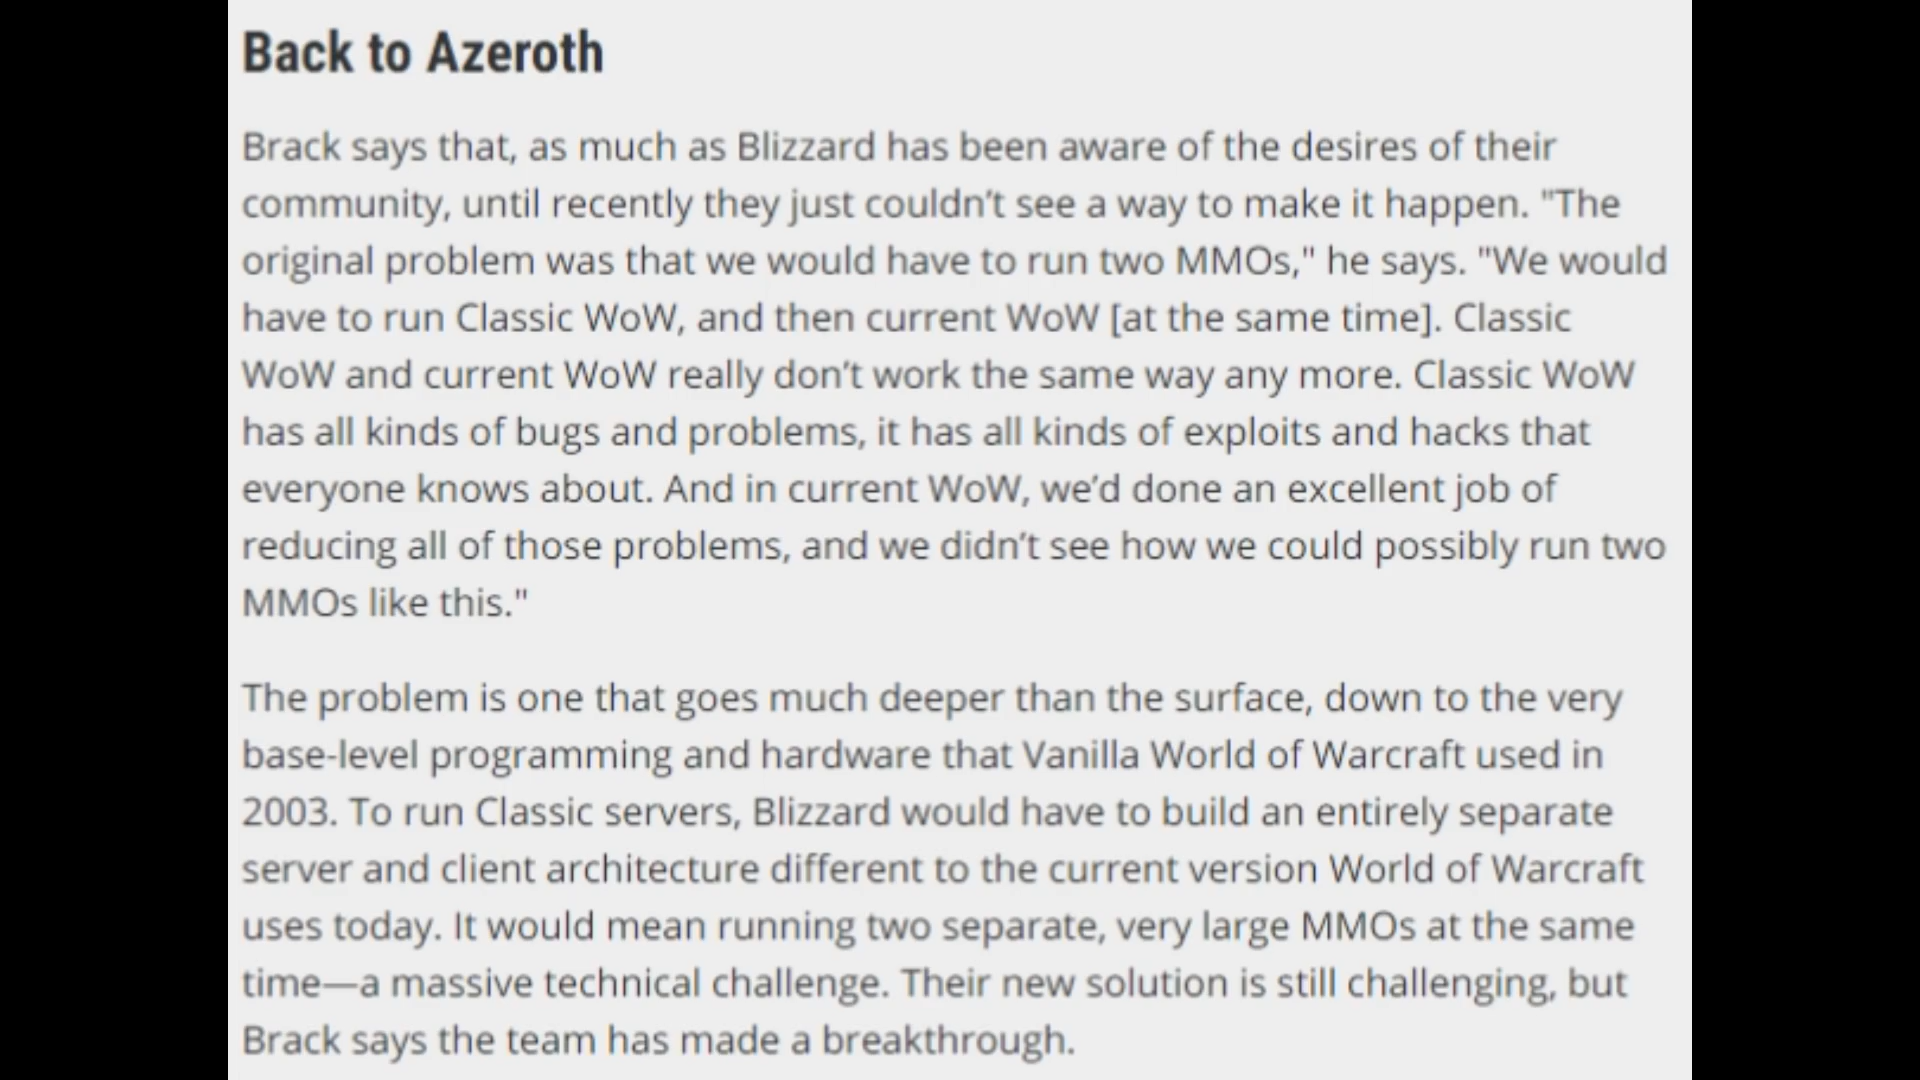 Back to Azeroth
Brack says that, as much as Blizzard has been aware of the desires of their
community, until recently they just couldn’t see a way to make it happen. "The
original problem was that we would have to run two MMOs," he says. "We would
have to run Classic WoW, and then current WoW [at the same time]. Classic
WoW and current WoW really don’t work the same way any more. Classic WoW
has all kinds of bugs and problems, it has all kinds of exploits and hacks that
everyone knows about. And in current WoW, we’d done an excellent job of
reducing all of those problems, and we didn’t see how we could possibly run two
MMOs like this."
The problem is one that goes much deeper than the surface, down to the very
base-level programming and hardware that Vanilla World of Warcraft used in
2003. To run Classic servers, Blizzard would have to build an entirely separate
server and client architecture different to the current version World of Warcraft
uses today. It would mean running two separate, very large MMOs at the same
time—a massive technical challenge. Their new solution is still challenging, but
Brack says the team has made a breakthrough.